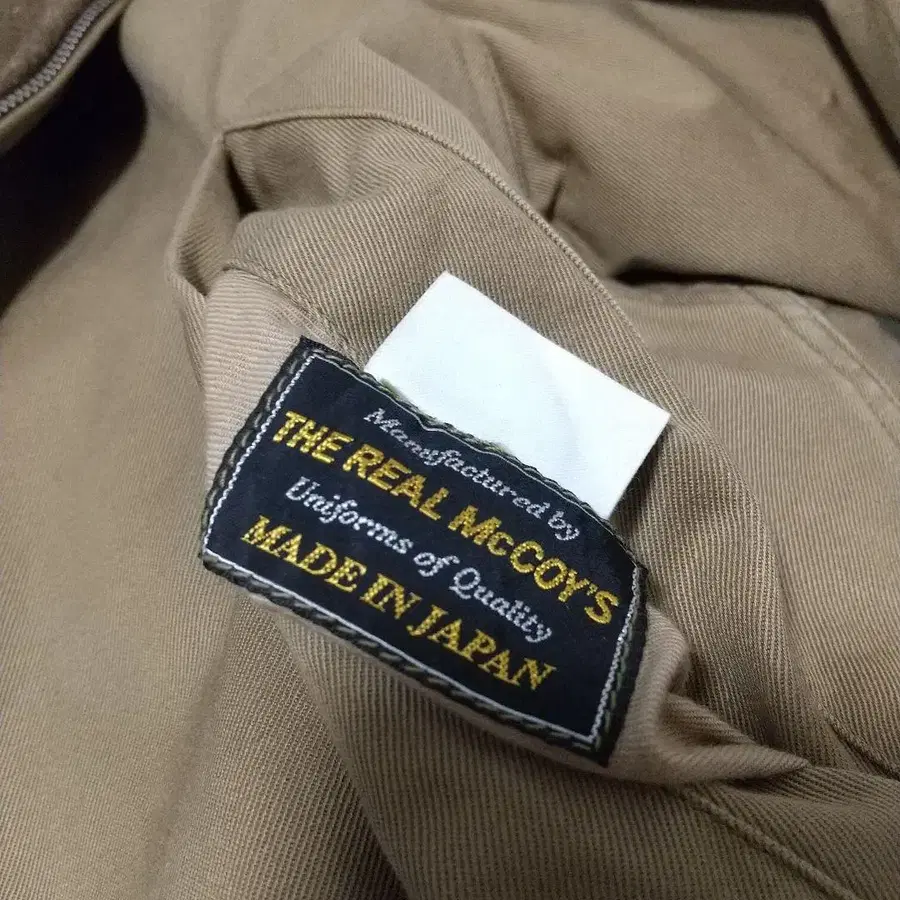 Manufactured by
THE REAL McCOY'S
Uniforms of Quality
MADE IN JAPAN